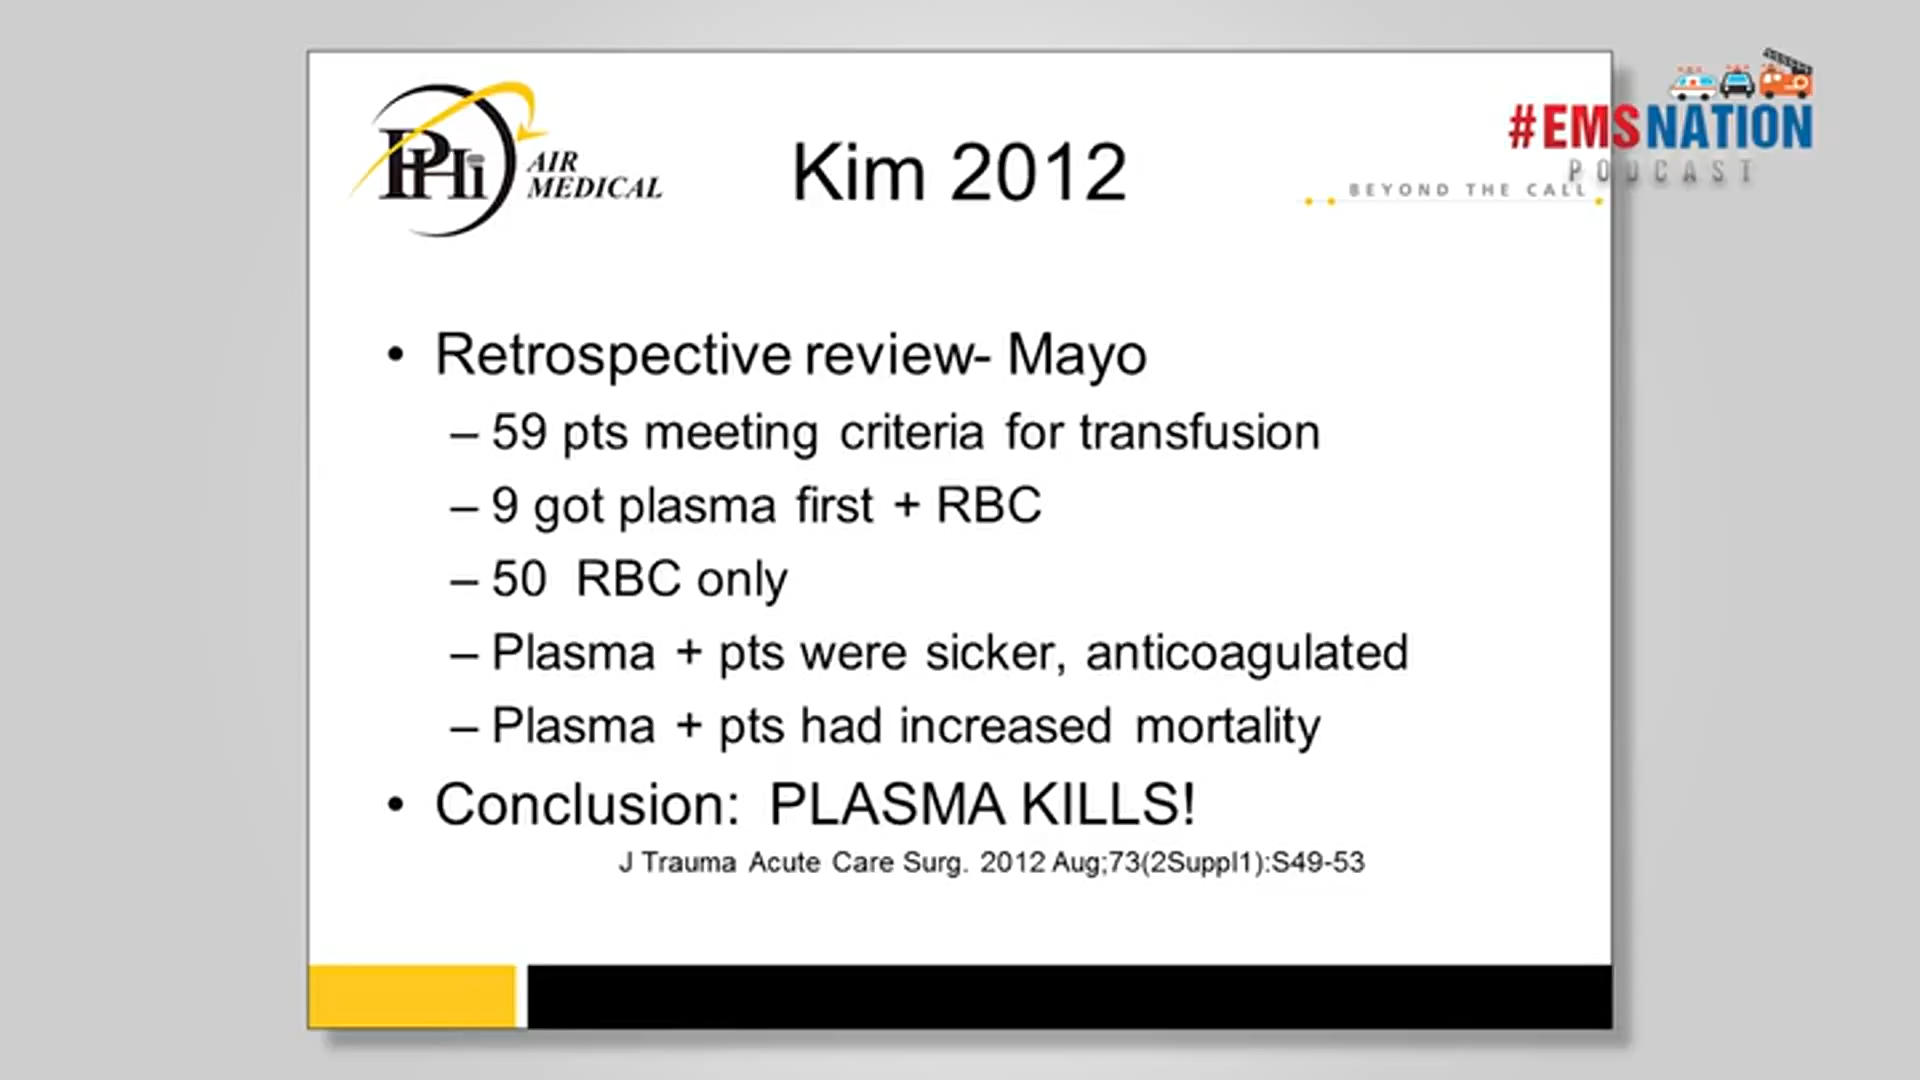 PHi AIR
MEDICAL
Kim 2012
BEYOND THE CALL
#EMSNATION
PODCAST
• Retrospective review- Mayo
– 59 pts meeting criteria for transfusion
– 9 got plasma first + RBC
– 50 RBC only
– Plasma + pts were sicker, anticoagulated
– Plasma + pts had increased mortality
• Conclusion: PLASMA KILLS!
J Trauma Acute Care Surg. 2012 Aug;73(2Suppl1):S49-53